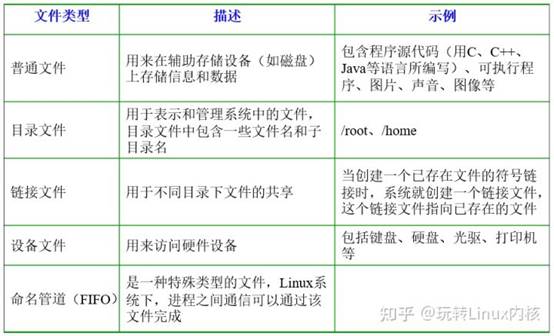 文件类型 描述 示例
普通文件
用来在辅助存储设备（如磁盘）
上存储信息和数据
包含程序源代码（用C、C++、
Java等语言所编写）、可执行程
序、图片、声音、图像等
目录文件
用于表示和管理系统中的文件，
目录文件中包含一些文件名和子
目录名
/root、/home
链接文件
用于不同目录下文件的共享
当创建一个已存在文件的符号链
接时，系统就创建一个链接文件，
这个链接文件指向已存在的文件
设备文件
用来访问硬件设备
包括键盘、硬盘、光驱、打印机
等
命名管道（FIFO）
是一种特殊类型的文件，Linux系
统下，进程之间通信可以通过该
文件完成
知乎 @玩转Linux内核